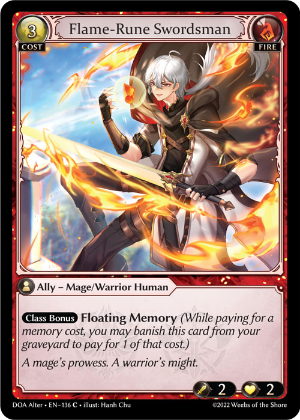 3
Flame-Rune Swordsman
COST
FIRE
Ally – Mage/Warrior Human
Class Bonus Floating Memory (While paying for a
memory cost, you may banish this card from your
graveyard to pay for 1 of that cost.)
A mage's prowess. A warrior's might.
2 2
DOA Alter • EN-136 C • illust: Hanh Chu
©2022 Weebs of the Shore